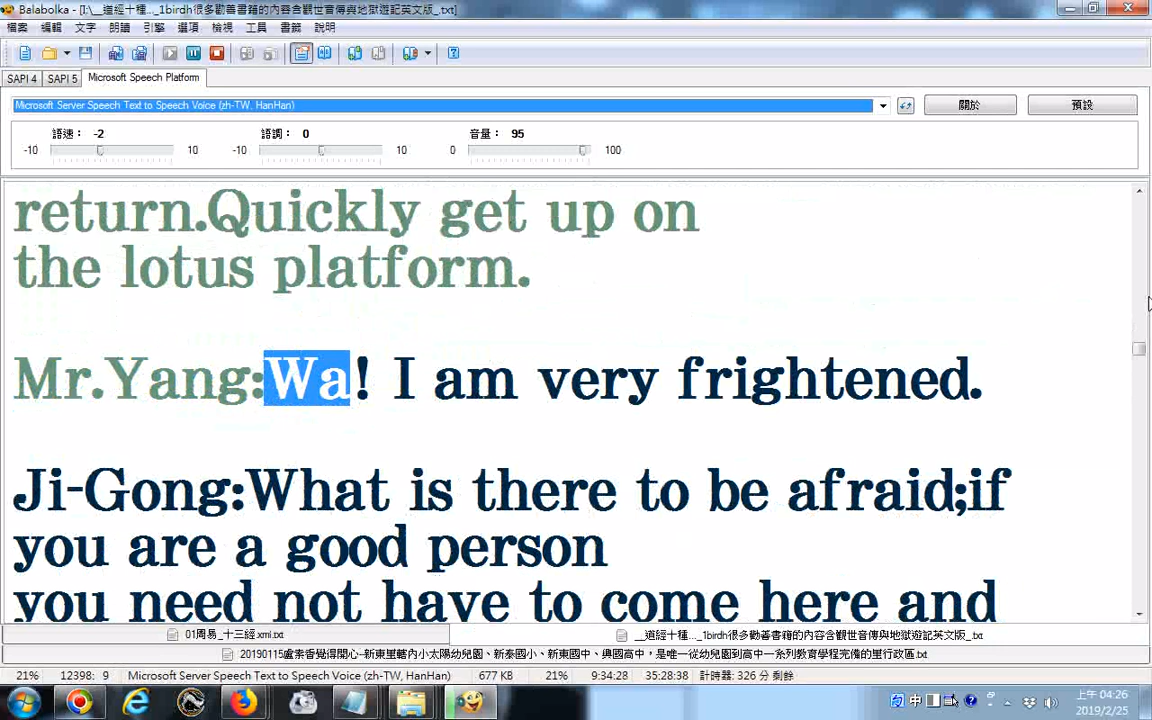 Balabolka - [I:\__道經十種..._1birdh很多勸善書籍的內容含觀世音傳與地獄遊記英文版_.txt]
檔案 編輯 文字 朗讀 引擎 選項 檢視 工具 書籤 說明
SAPI 4 SAPI 5 Microsoft Speech Platform
Microsoft Server Speech Text to Speech Voice (zh-TW, HanHan) 關於 預設
語速： -2 語調： 0 音量： 95
-10 10 -10 10 0 100
return.Quickly get up on
the lotus platform.
Mr.Yang:Wa! I am very frightened.
Ji-Gong:What is there to be afraid;if
you are a good person
you need not have to come here and
01周易_十三經.xml.txt __道經十種..._1birdh很多勸善書籍的內容含觀世音傳與地獄遊記英文版_.txt
20190115盧素香覺得開心--新東里轄內小太陽幼兒園、新泰國小、新東國中、興國高中，是唯一從幼兒園到高中一系列教育學程完備的里行政區.txt
21% 12398: 9 Microsoft Server Speech Text to Speech Voice (zh-TW, HanHan) 677 KB 21% 9:34:28 35:28:38 計時器: 326 分 剩餘
中 上午 04:26
2019/2/25